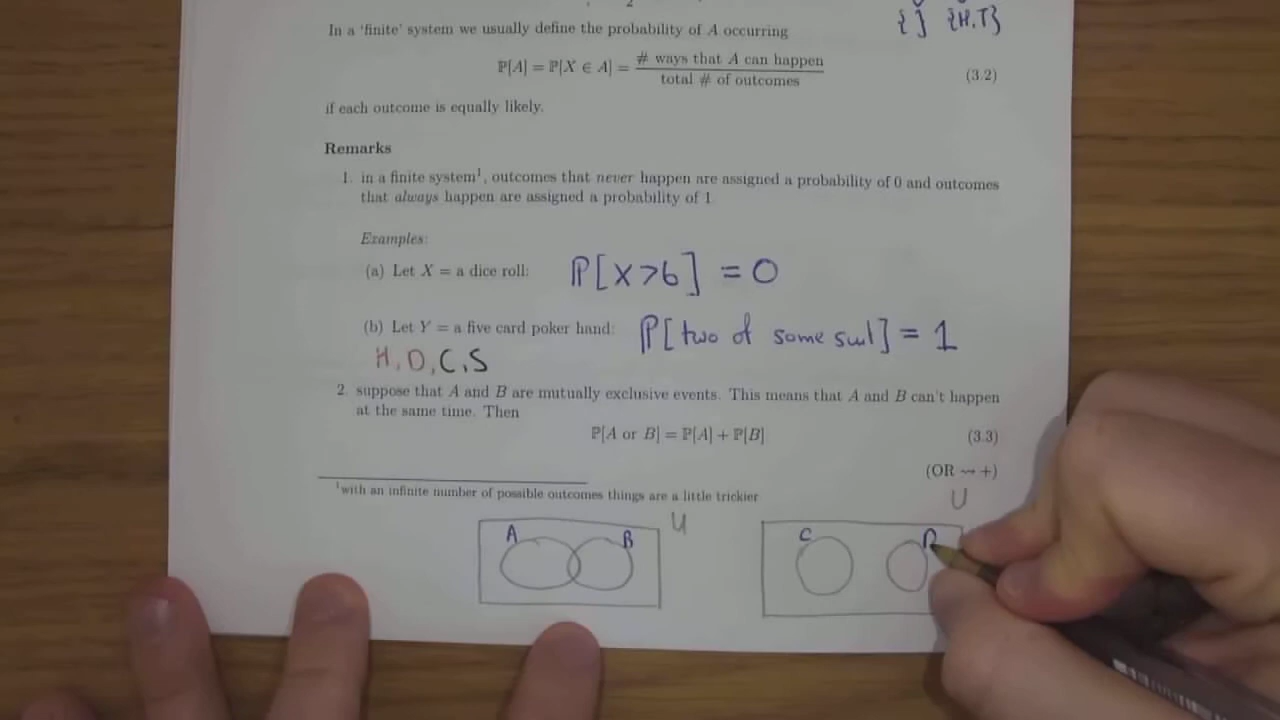 2
{ } {H,T}
In a 'finite' system we usually define the probability of A occurring
ℙ[A] = ℙ[X ∈ A] = # ways that A can happen / total # of outcomes (3.2)
if each outcome is equally likely.
Remarks
1. in a finite system¹, outcomes that never happen are assigned a probability of 0 and outcomes
that always happen are assigned a probability of 1.
Examples:
(a) Let X = a dice roll: ℙ[X>6] = 0
(b) Let Y = a five card poker hand: ℙ[two of some suit] = 1
H, D, C, S
2. suppose that A and B are mutually exclusive events. This means that A and B can't happen
at the same time. Then
ℙ[A or B] = ℙ[A] + ℙ[B] (3.3)
(OR ⇝ +)
¹with an infinite number of possible outcomes things are a little trickier
A B U
C D U